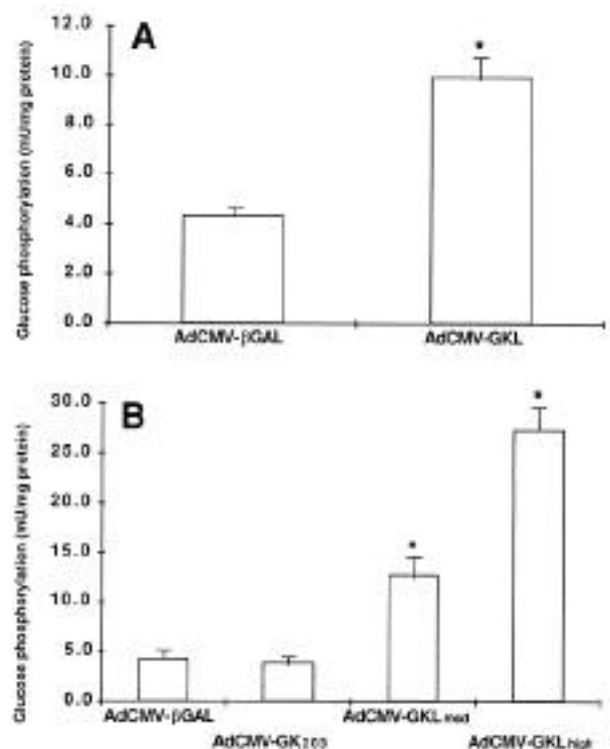 A
Glucose phosphorylation (mU/mg protein)
12.0
10.0
8.0
6.0
4.0
2.0
0.0
*
AdCMV-βGAL
AdCMV-GKL
B
Glucose phosphorylation (mU/mg protein)
30.0
25.0
20.0
15.0
10.0
5.0
0.0
*
*
AdCMV-βGAL
AdCMV-GK203
AdCMV-GKL med
AdCMV-GKL high